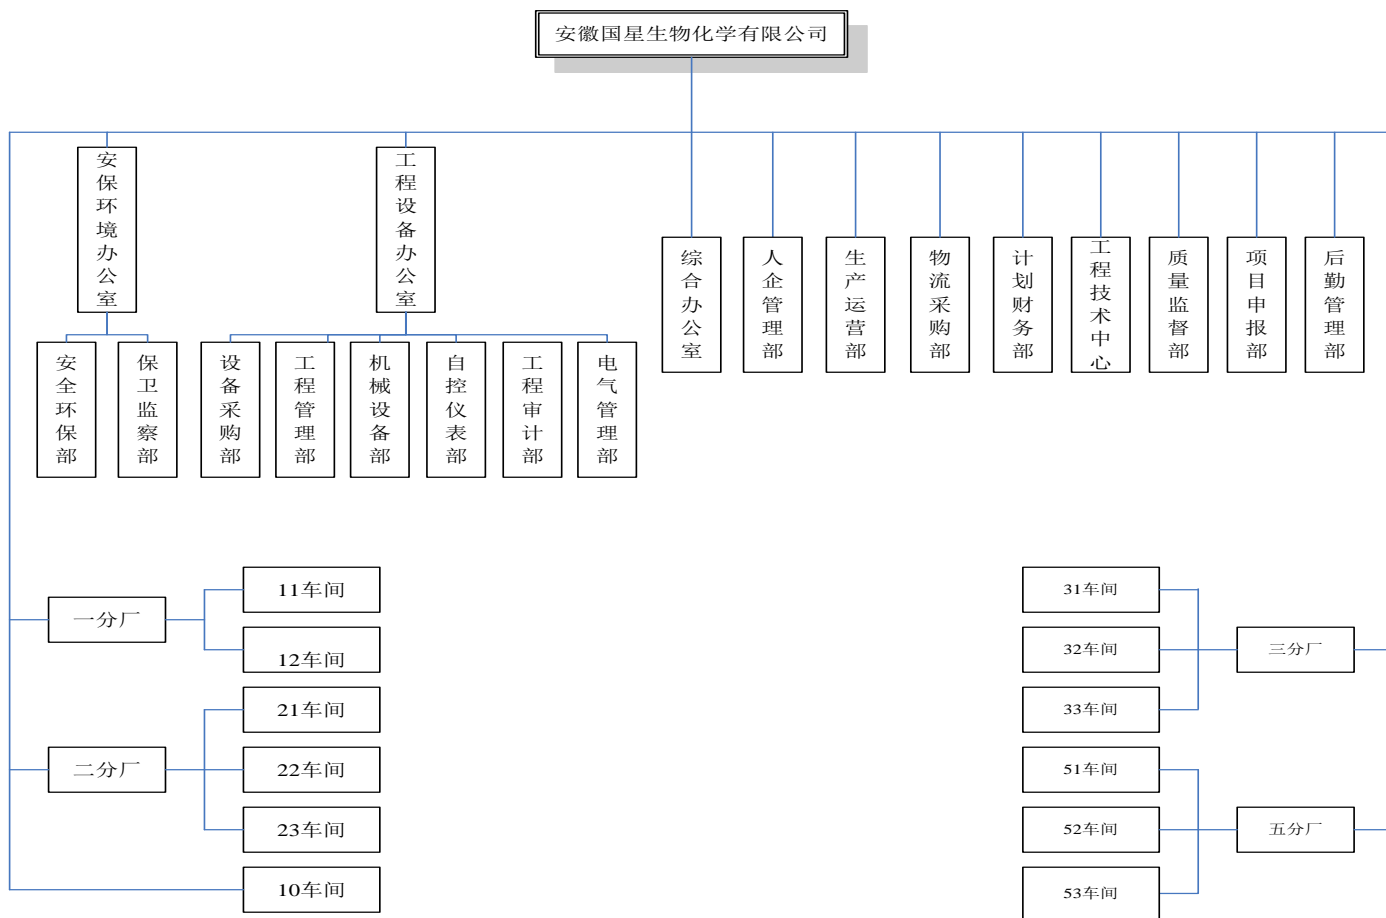 安徽国星生物化学有限公司
安保环境办公室
工程设备办公室
综合办公室
人企管理部
生产运营部
物流采购部
计划财务部
工程技术中心
质量监督部
项目申报部
后勤管理部
安全环保部
保卫监察部
设备采购部
工程管理部
机械设备部
自控仪表部
工程审计部
电气管理部
一分厂
11车间
12车间
二分厂
21车间
22车间
23车间
10车间
31车间
32车间
33车间
三分厂
51车间
52车间
53车间
五分厂